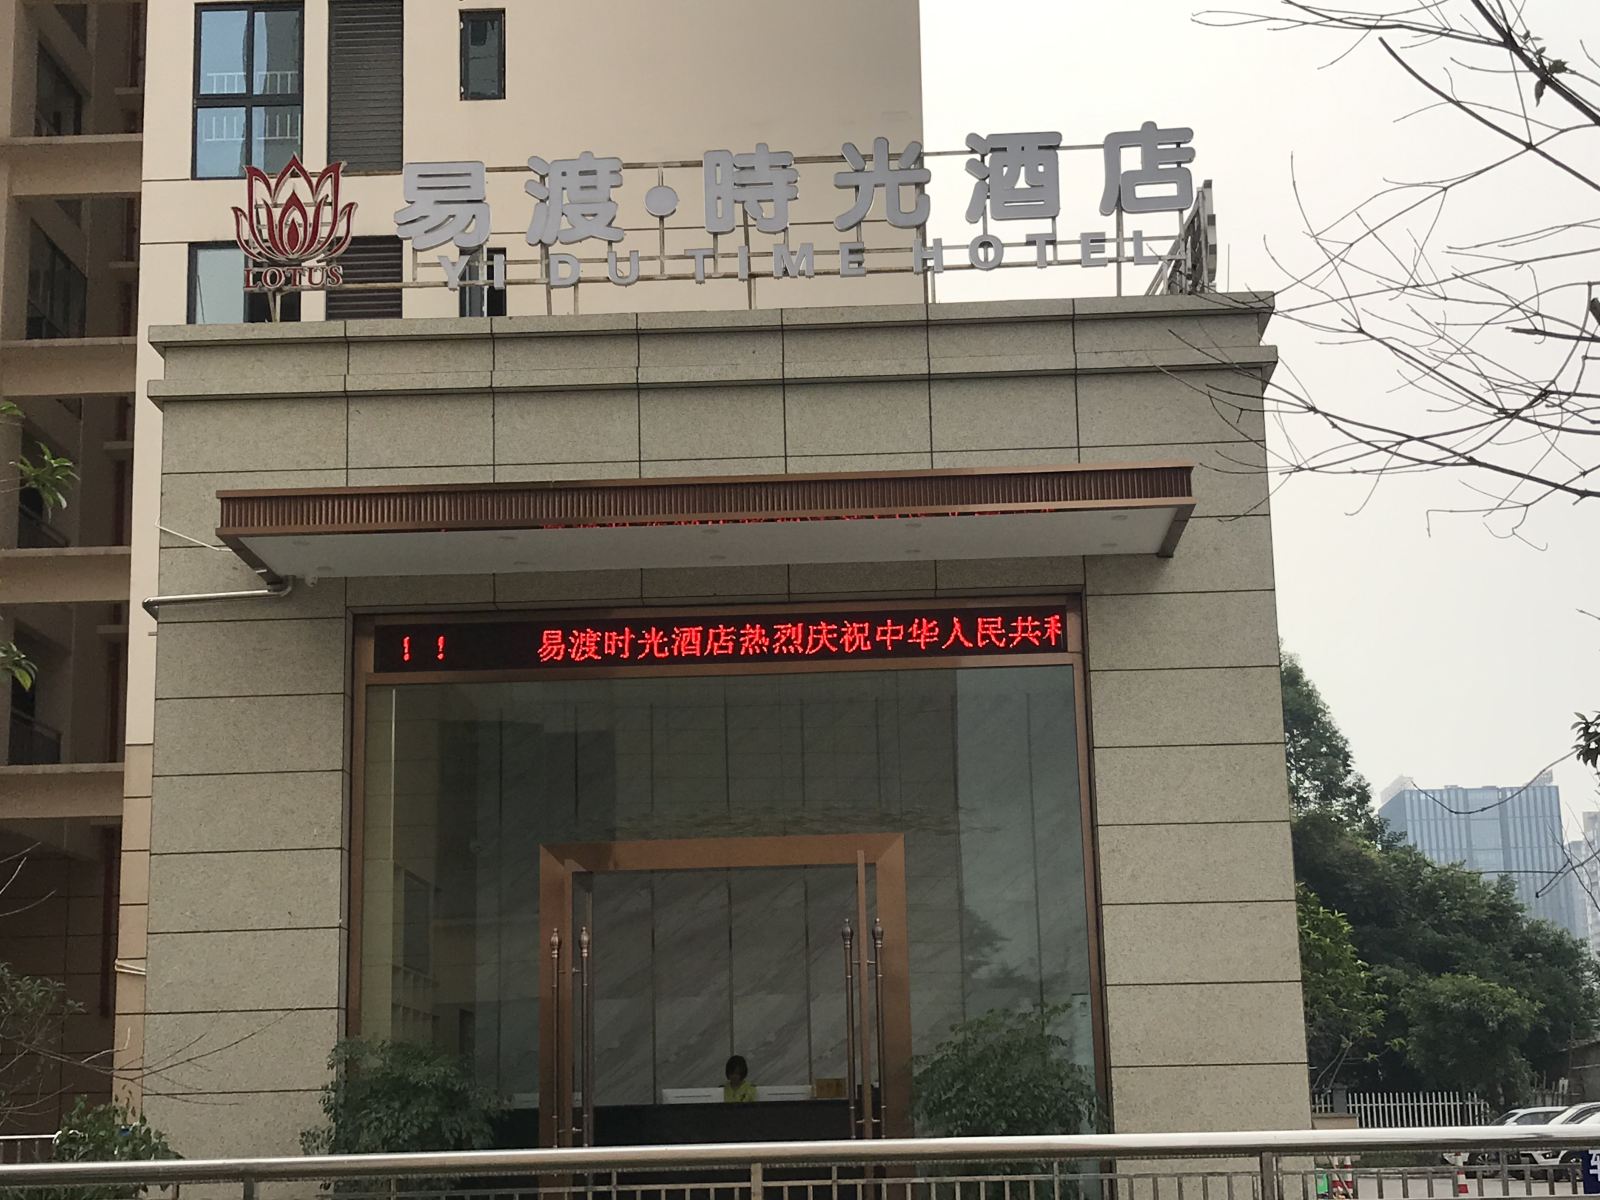 易渡·時光酒店
LOTUS
YI DU TIME HOTEL
！！ 易渡时光酒店热烈庆祝中华人民共和